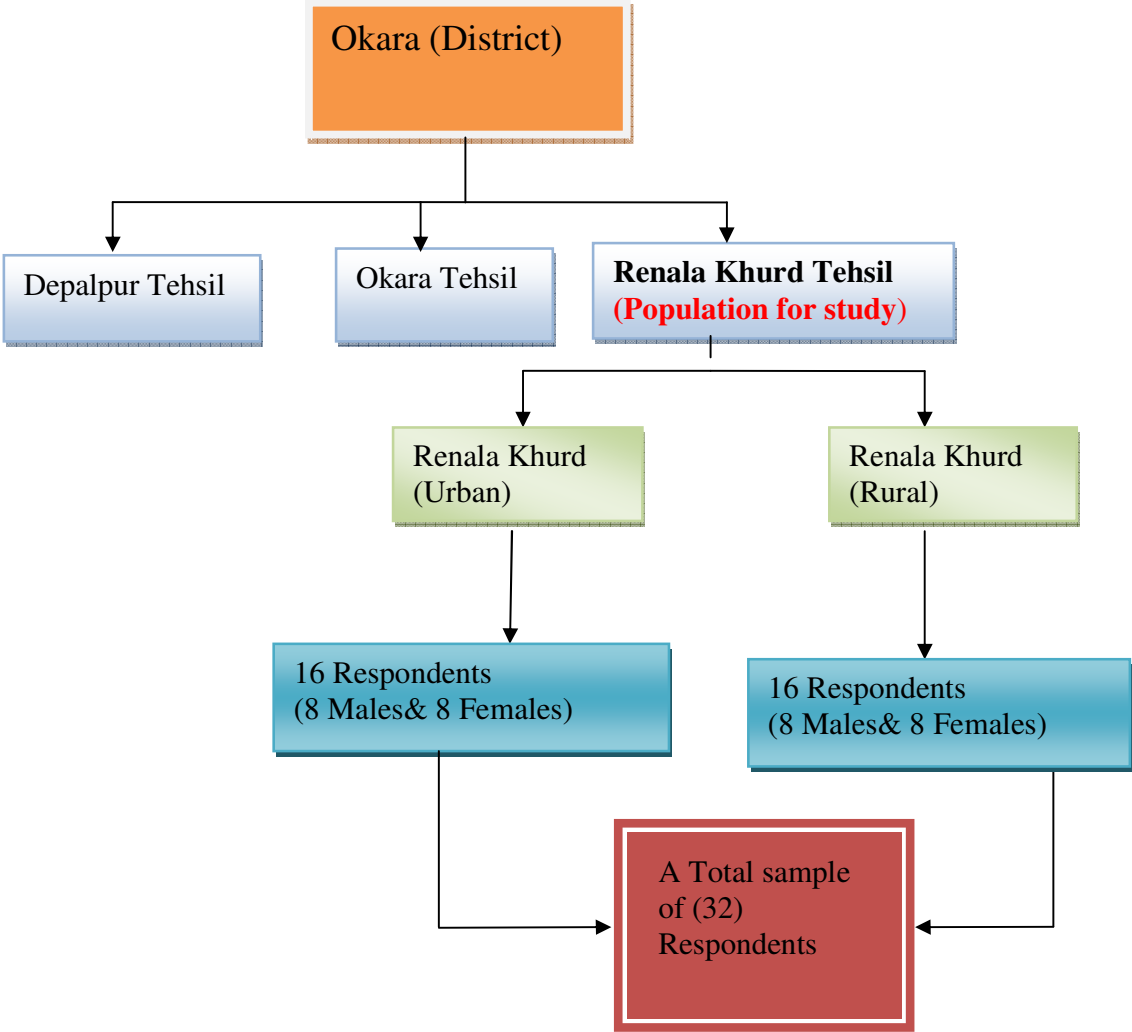 Okara (District)
Depalpur Tehsil
Okara Tehsil
Renala Khurd Tehsil
(Population for study)
Renala Khurd
(Urban)
Renala Khurd
(Rural)
16 Respondents
(8 Males& 8 Females)
16 Respondents
(8 Males& 8 Females)
A Total sample
of (32)
Respondents